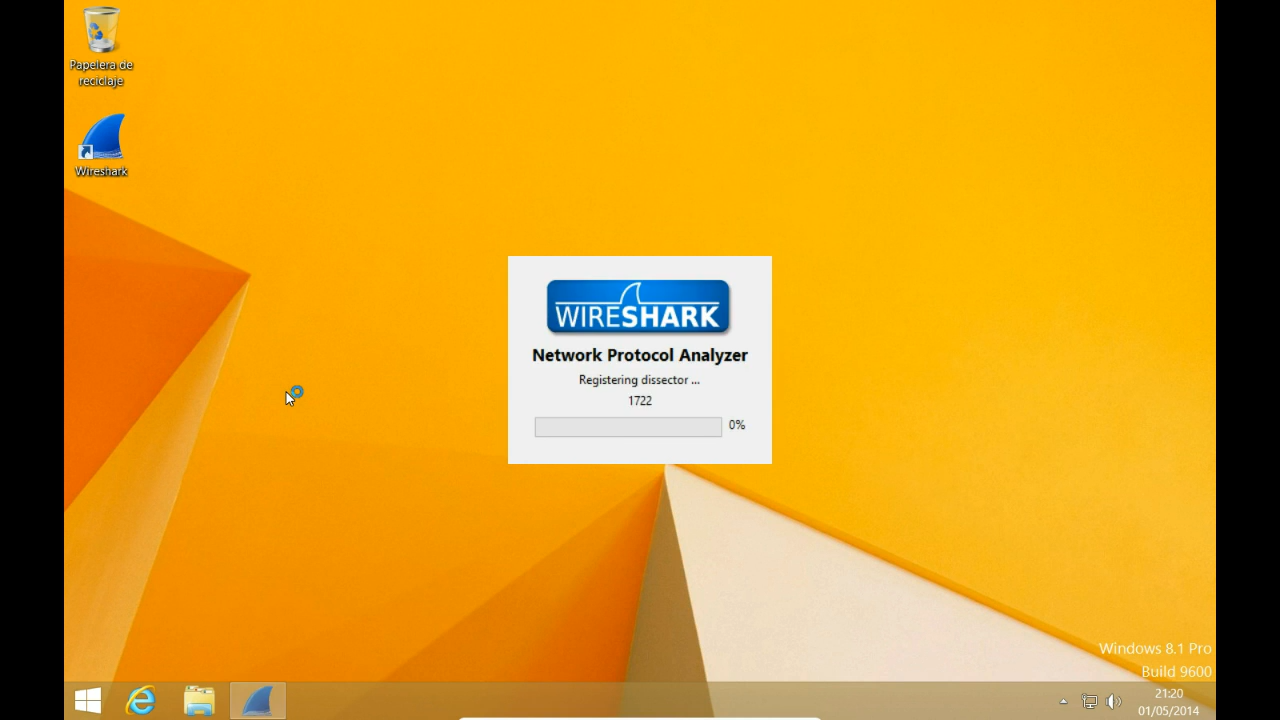 Papelera de
reciclaje
Wireshark
WIRESHARK
Network Protocol Analyzer
Registering dissector ...
1722
0%
Windows 8.1 Pro
Build 9600
21:20
01/05/2014